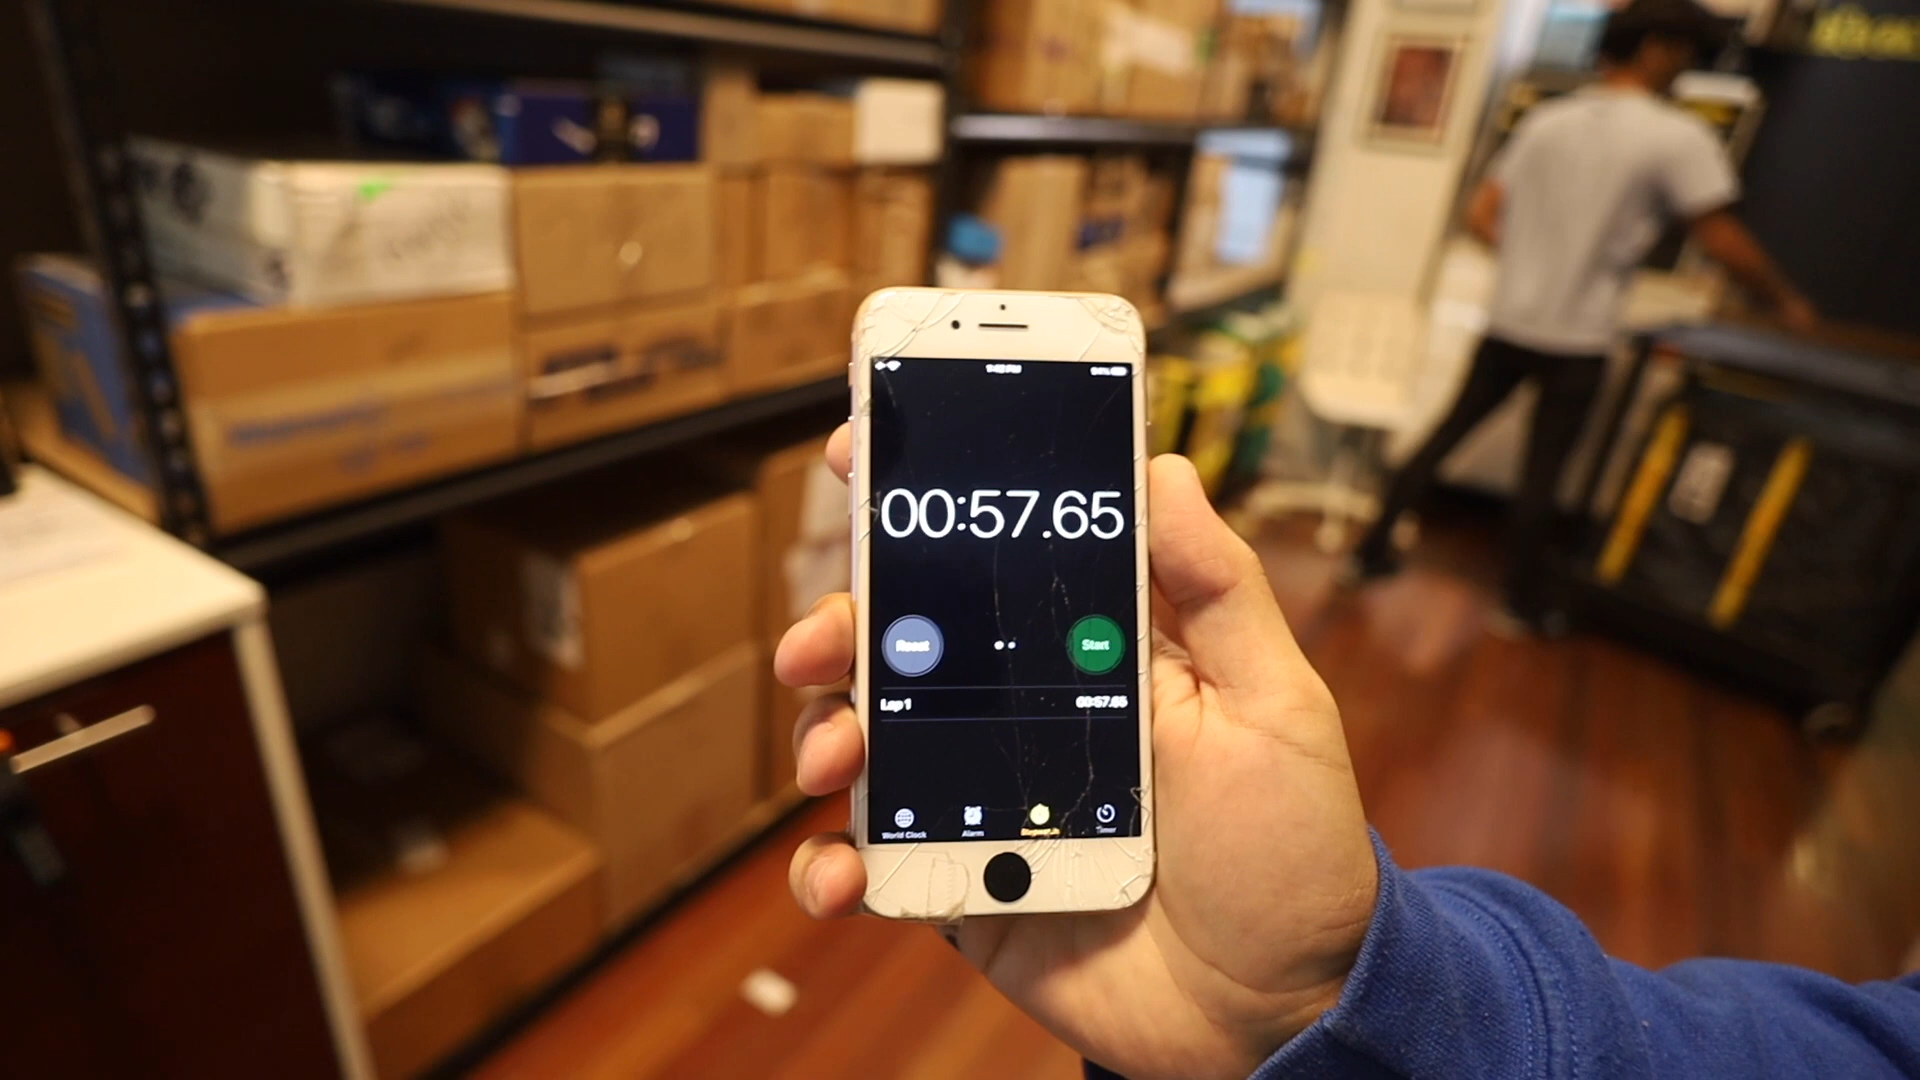 00:57.65
Reset
Start
Lap 1
00:57.65
World Clock
Alarm
Stopwatch
Timer